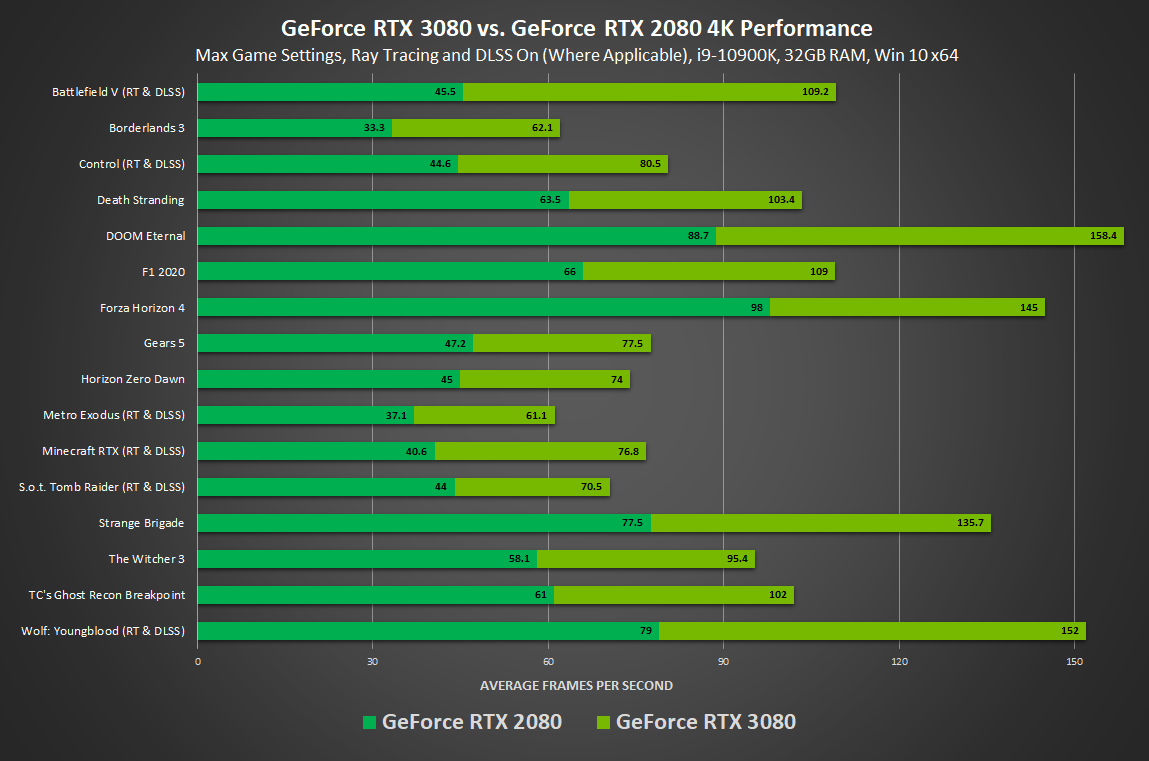 GeForce RTX 3080 vs. GeForce RTX 2080 4K Performance
Max Game Settings, Ray Tracing and DLSS On (Where Applicable), i9-10900K, 32GB RAM, Win 10 x64
Battlefield V (RT & DLSS) 45.5 109.2
Borderlands 3 33.3 62.1
Control (RT & DLSS) 44.6 80.5
Death Stranding 63.5 103.4
DOOM Eternal 88.7 158.4
F1 2020 66 109
Forza Horizon 4 98 145
Gears 5 47.2 77.5
Horizon Zero Dawn 45 74
Metro Exodus (RT & DLSS) 37.1 61.1
Minecraft RTX (RT & DLSS) 40.6 76.8
S.o.t. Tomb Raider (RT & DLSS) 44 70.5
Strange Brigade 77.5 135.7
The Witcher 3 58.1 95.4
TC's Ghost Recon Breakpoint 61 102
Wolf: Youngblood (RT & DLSS) 79 152
0 30 60 90 120 150
AVERAGE FRAMES PER SECOND
GeForce RTX 2080 GeForce RTX 3080